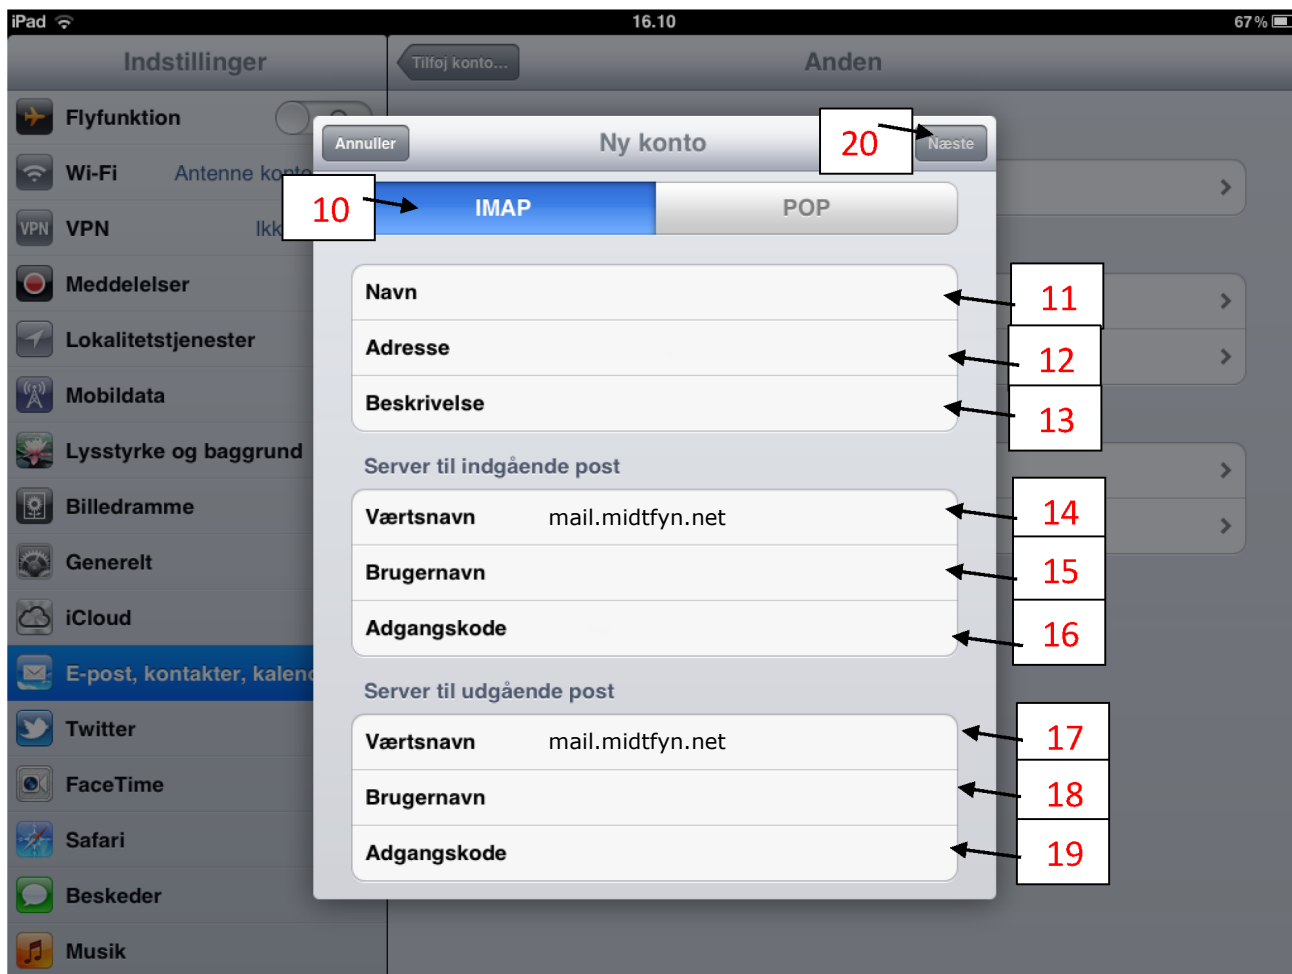 iPad 16.10 67%
Indstillinger Tilføj konto... Anden
Flyfunktion
Annuller Ny konto 20 Næste
Wi-Fi Antenne
10 IMAP POP
VPN VPN
Meddelelser
Navn 11
Lokalitetstjenester
Adresse 12
Mobildata
Beskrivelse 13
Lysstyrke og baggrund
Server til indgående post
Billedramme
Værtsnavn mail.midtfyn.net 14
Generelt
Brugernavn 15
iCloud
Adgangskode 16
E-post, kontakter,
Server til udgående post
Twitter
Værtsnavn mail.midtfyn.net 17
FaceTime
Brugernavn 18
Safari
Adgangskode 19
Beskeder
Musik